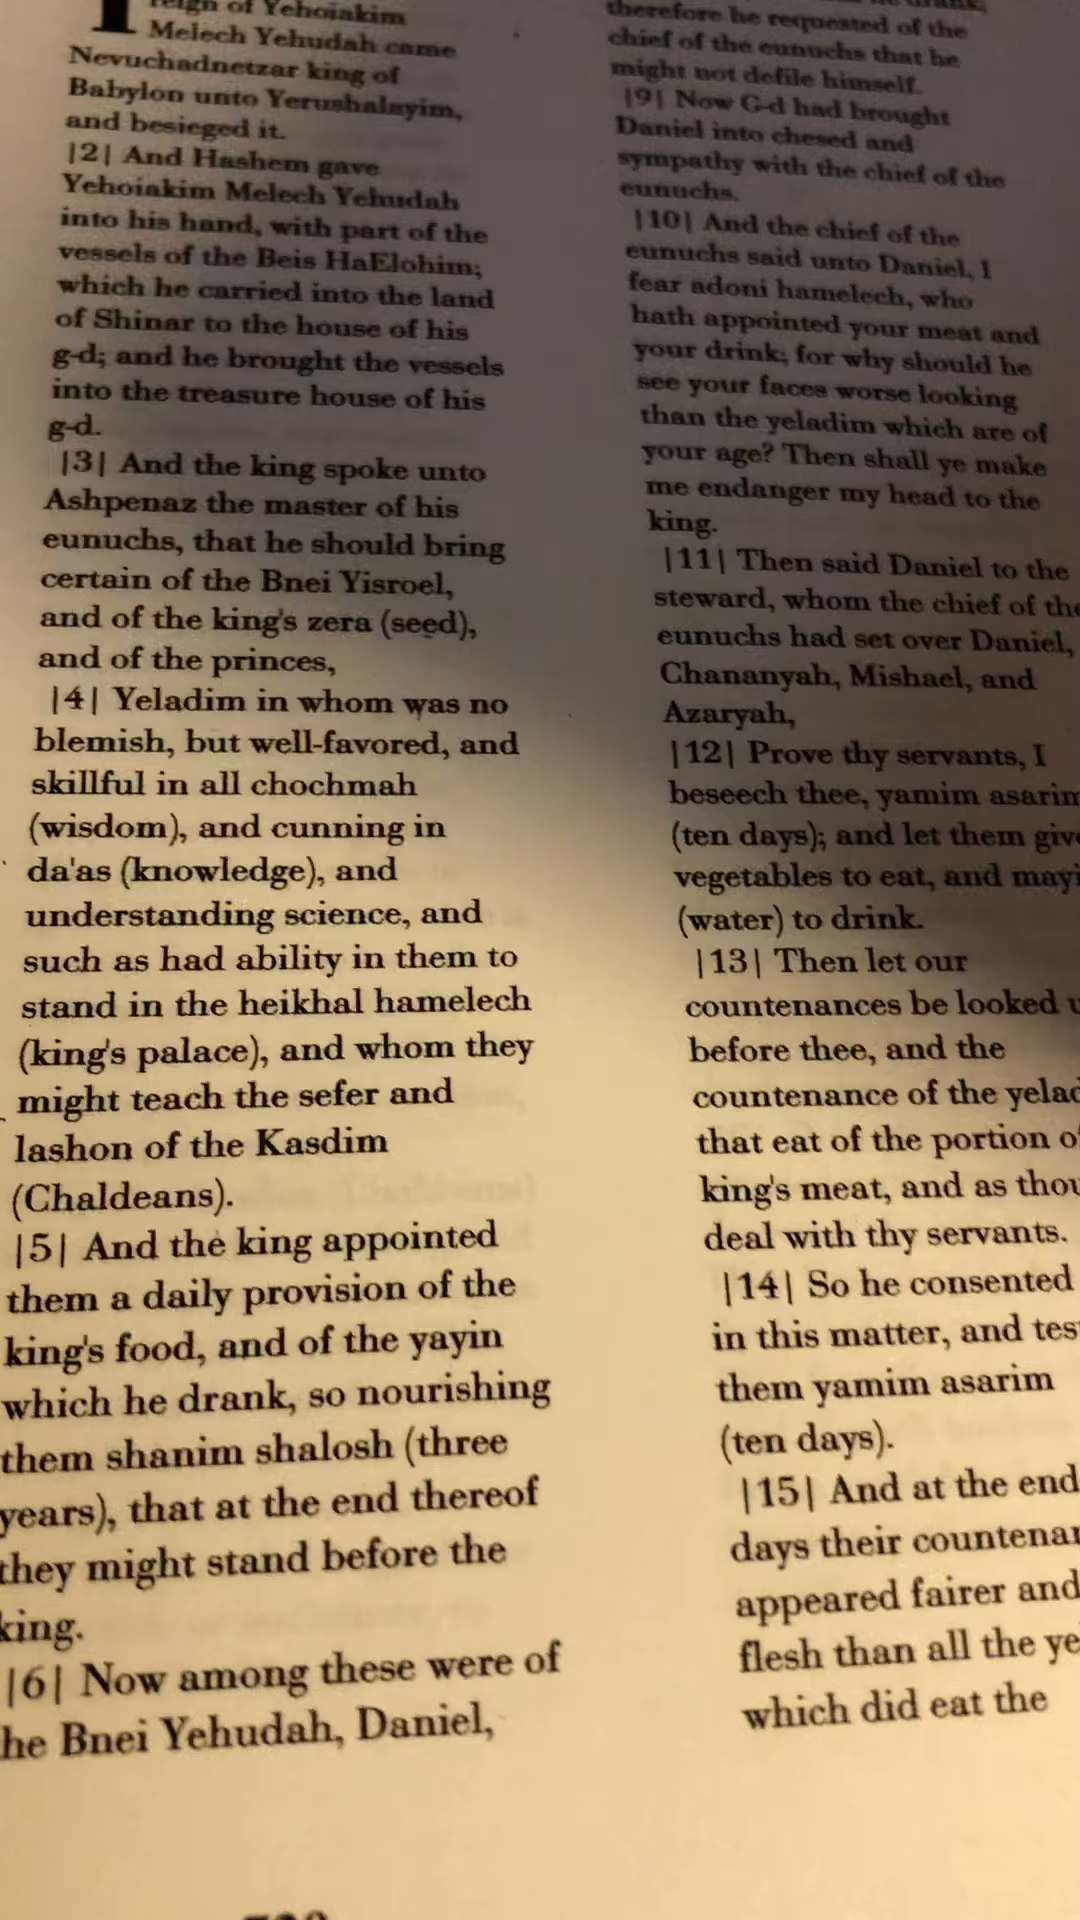 reign of Yehoiakim
Melech Yehudah came
Nevuchadnetzar king of
Babylon unto Yerushalayim,
and besieged it.
|2| And Hashem gave
Yehoiakim Melech Yehudah
into his hand, with part of the
vessels of the Beis HaElohim;
which he carried into the land
of Shinar to the house of his
g-d; and he brought the vessels
into the treasure house of his
g-d.
|3| And the king spoke unto
Ashpenaz the master of his
eunuchs, that he should bring
certain of the Bnei Yisroel,
and of the king's zera (seed),
and of the princes,
|4| Yeladim in whom was no
blemish, but well-favored, and
skillful in all chochmah
(wisdom), and cunning in
da'as (knowledge), and
understanding science, and
such as had ability in them to
stand in the heikhal hamelech
(king's palace), and whom they
might teach the sefer and
lashon of the Kasdim
(Chaldeans).
|5| And the king appointed
them a daily provision of the
king's food, and of the yayin
which he drank, so nourishing
them shanim shalosh (three
years), that at the end thereof
they might stand before the
king.
|6| Now among these were of
he Bnei Yehudah, Daniel,
therefore he requested of the
chief of the eunuchs that he
might not defile himself.
|9| Now G-d had brought
Daniel into chesed and
sympathy with the chief of the
eunuchs.
|10| And the chief of the
eunuchs said unto Daniel, I
fear adoni hamelech, who
hath appointed your meat and
your drink; for why should he
see your faces worse looking
than the yeladim which are of
your age? Then shall ye make
me endanger my head to the
king.
|11| Then said Daniel to the
steward, whom the chief of the
eunuchs had set over Daniel,
Chananyah, Mishael, and
Azaryah,
|12| Prove thy servants, I
beseech thee, yamim asarim
(ten days); and let them give
vegetables to eat, and mayi
(water) to drink.
|13| Then let our
countenances be looked u
before thee, and the
countenance of the yelad
that eat of the portion of
king's meat, and as thou
deal with thy servants.
|14| So he consented
in this matter, and tes
them yamim asarim
(ten days).
|15| And at the end
days their countenan
appeared fairer and
flesh than all the ye
which did eat the